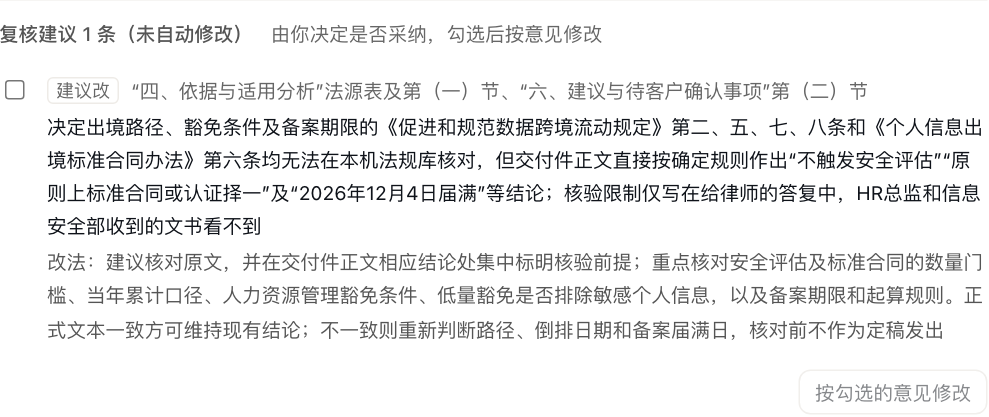 复核建议 1 条（未自动修改） 由你决定是否采纳，勾选后按意见修改
建议改 “四、依据与适用分析”法源表及第（一）节、“六、建议与待客户确认事项”第（二）节
决定出境路径、豁免条件及备案期限的《促进和规范数据跨境流动规定》第二、五、七、八条和《个人信息出
境标准合同办法》第六条均无法在本机法规库核对，但交付件正文直接按确定规则作出“不触发安全评估”“原
则上标准合同或认证择一”及“2026年12月4日届满”等结论；核验限制仅写在给律师的答复中，HR总监和信息
安全部收到的文书看不到
改法：建议核对原文，并在交付件正文相应结论处集中标明核验前提；重点核对安全评估及标准合同的数量门
槛、当年累计口径、人力资源管理豁免条件、低量豁免是否排除敏感个人信息，以及备案期限和起算规则。正
式文本一致方可维持现有结论；不一致则重新判断路径、倒排日期和备案届满日，核对前不作为定稿发出
按勾选的意见修改